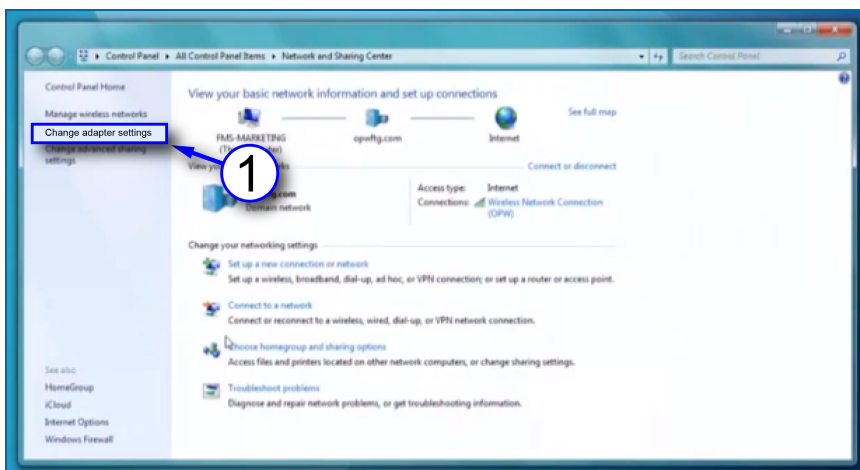 Control Panel ▸ All Control Panel Items ▸ Network and Sharing Center
Search Control Panel
Control Panel Home
Manage wireless networks
Change adapter settings
Change advanced sharing
settings
1
View your basic network information and set up connections
See full map
FMS-MARKETING
opwftg.com
Internet
Connect or disconnect
Domain network
Access type: Internet
Connections: Wireless Network Connection
(OPW)
Change your networking settings
Set up a new connection or network
Set up a wireless, broadband, dial-up, ad hoc, or VPN connection; or set up a router or access point.
Connect to a network
Connect or reconnect to a wireless, wired, dial-up, or VPN network connection.
Choose homegroup and sharing options
Access files and printers located on other network computers, or change sharing settings.
Troubleshoot problems
Diagnose and repair network problems, or get troubleshooting information.
See also
HomeGroup
iCloud
Internet Options
Windows Firewall